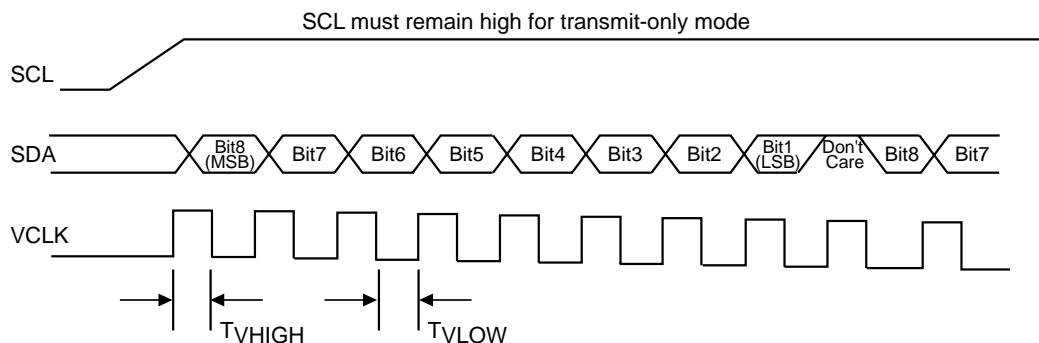 SCL must remain high for transmit-only mode
SCL
SDA
Bit8
(MSB)
Bit7
Bit6
Bit5
Bit4
Bit3
Bit2
Bit1
(LSB)
Don't
Care
Bit8
Bit7
VCLK
TVHIGH
TVLOW